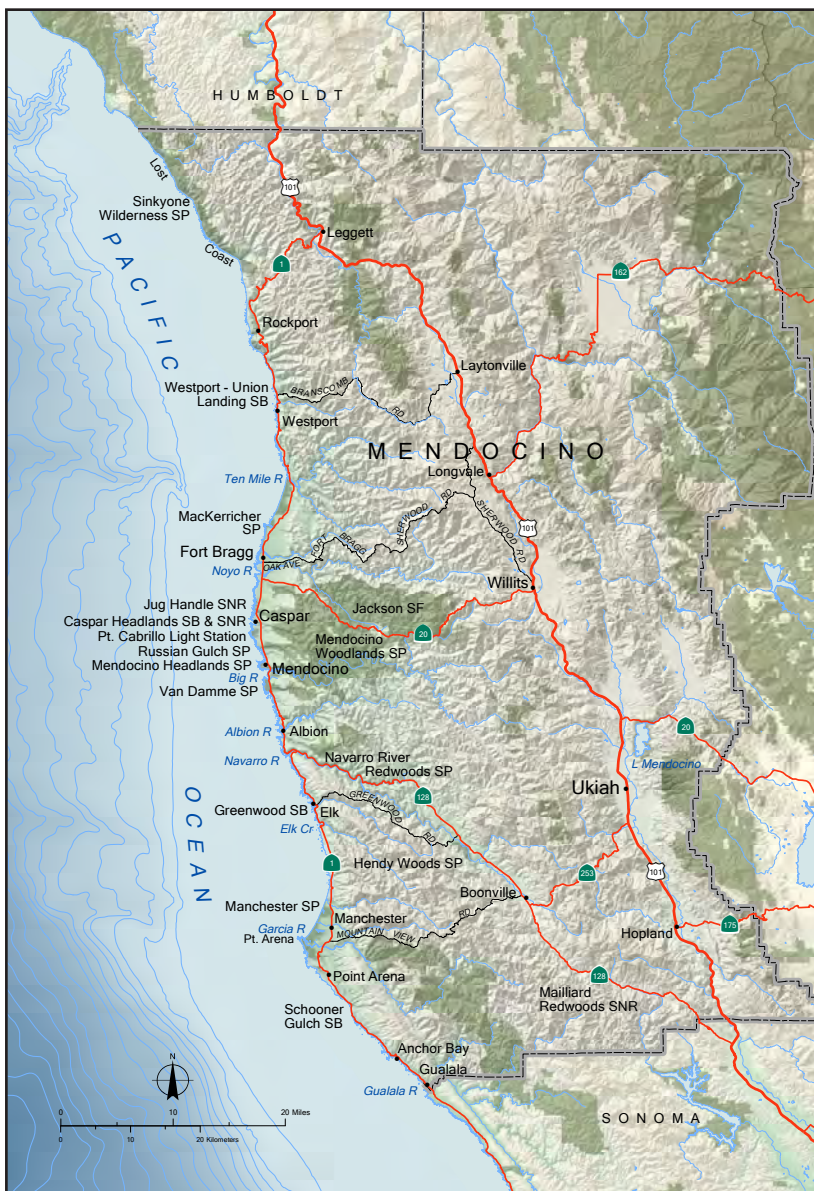 HUMBOLDT
Lost
Coast
101
Sinkyone
Wilderness SP
Leggett
1
162
PACIFIC
OCEAN
Rockport
Laytonville
Westport - Union
Landing SB
BRANSCOMB
RD
Westport
MENDOCINO
Longvale
Ten Mile R
MacKerricher
SP
SHERWOOD
RD
SHERWOOD RD
101
Fort Bragg
OAK AVE
FORT
BRAGG
Noyo R
Willits
Jug Handle SNR
Jackson SF
Caspar Headlands SB & SNR
Caspar
Pt. Cabrillo Light Station
20
Mendocino
Woodlands SP
Russian Gulch SP
Mendocino Headlands SP
Mendocino
Big R
Van Damme SP
Albion R
Albion
20
Navarro R
Navarro River
Redwoods SP
L Mendocino
Ukiah
128
Greenwood SB
Elk
GREENWOOD
RD
Elk Cr
1
Hendy Woods SP
253
101
Boonville
Manchester SP
Manchester
RD
Garcia R
Pt. Arena
MOUNTAIN VIEW
Hopland
175
Point Arena
128
Mailliard
Redwoods SNR
Schooner
Gulch SB
Anchor Bay
Gualala
Gualala R
SONOMA
N
0 10 20 Miles
0 10 20 Kilometers